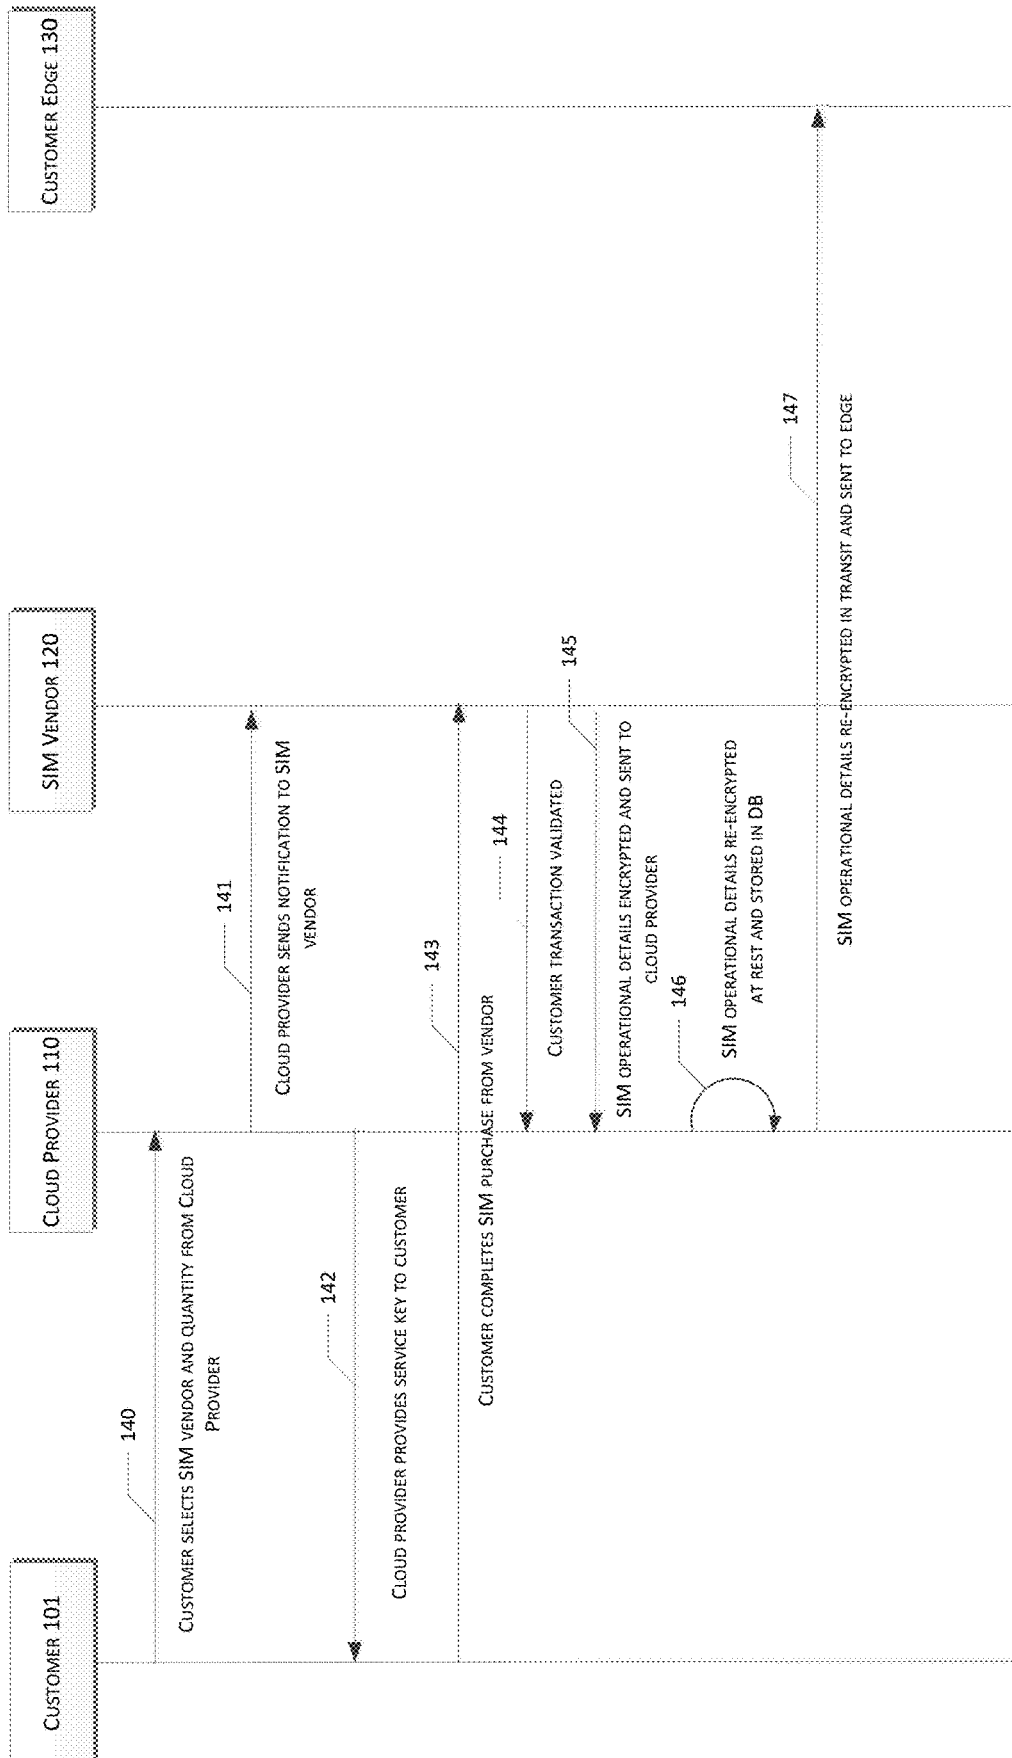 CUSTOMER 101
CLOUD PROVIDER 110
SIM VENDOR 120
CUSTOMER EDGE 130
140
CUSTOMER SELECTS SIM VENDOR AND QUANTITY FROM CLOUD
PROVIDER
141
CLOUD PROVIDER SENDS NOTIFICATION TO SIM
VENDOR
142
CLOUD PROVIDER PROVIDES SERVICE KEY TO CUSTOMER
143
CUSTOMER COMPLETES SIM PURCHASE FROM VENDOR
144
CUSTOMER TRANSACTION VALIDATED
145
SIM OPERATIONAL DETAILS ENCRYPTED AND SENT TO
CLOUD PROVIDER
146
SIM OPERATIONAL DETAILS RE-ENCRYPTED
AT REST AND STORED IN DB
147
SIM OPERATIONAL DETAILS RE-ENCRYPTED IN TRANSIT AND SENT TO EDGE